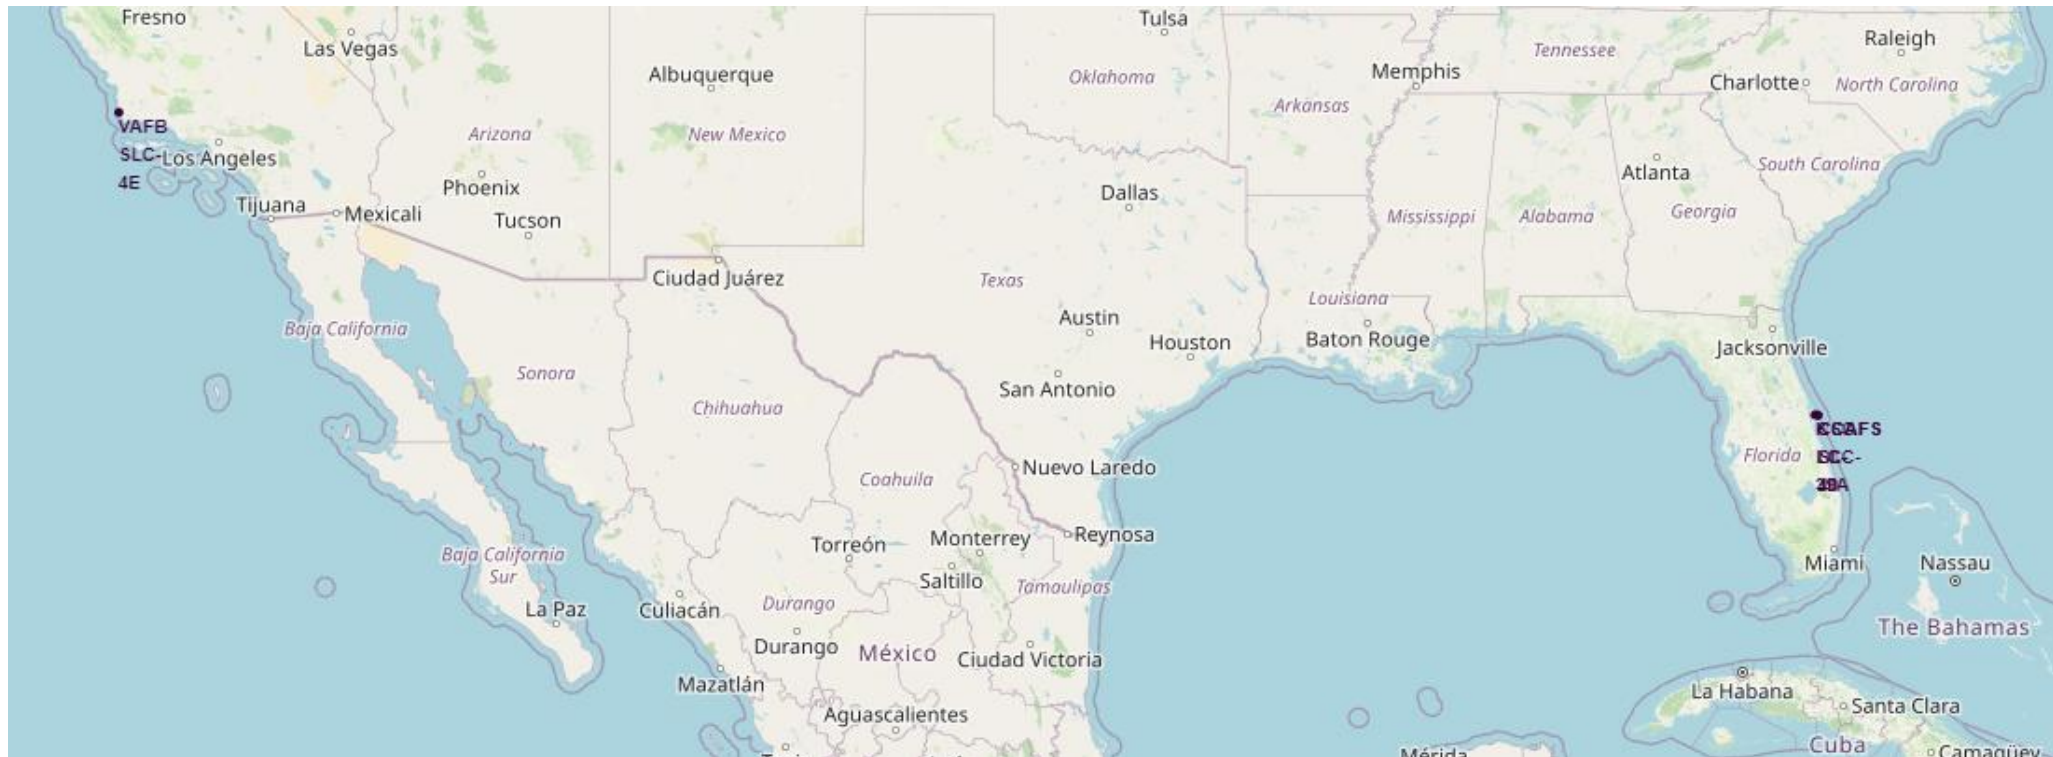 Fresno
Tulsa
Las Vegas
Raleigh
Tennessee
Albuquerque
Oklahoma
Memphis
Charlotte
North Carolina
Arkansas
VAFB
SLC-
4E
Los Angeles
Arizona
New Mexico
South Carolina
Atlanta
Phoenix
Dallas
Tijuana
Mexicali
Tucson
Mississippi
Alabama
Georgia
Ciudad Juárez
Texas
Louisiana
Baja California
Austin
Houston
Baton Rouge
Jacksonville
Sonora
San Antonio
Chihuahua
Florida
Nuevo Laredo
Coahuila
Reynosa
Monterrey
Torreón
Baja California
Sur
Saltillo
Tamaulipas
Miami
Nassau
La Paz
Culiacán
Durango
The Bahamas
Durango
México
Ciudad Victoria
Mazatlán
La Habana
Santa Clara
Aguascalientes
Cuba
Mérida
Camagüey